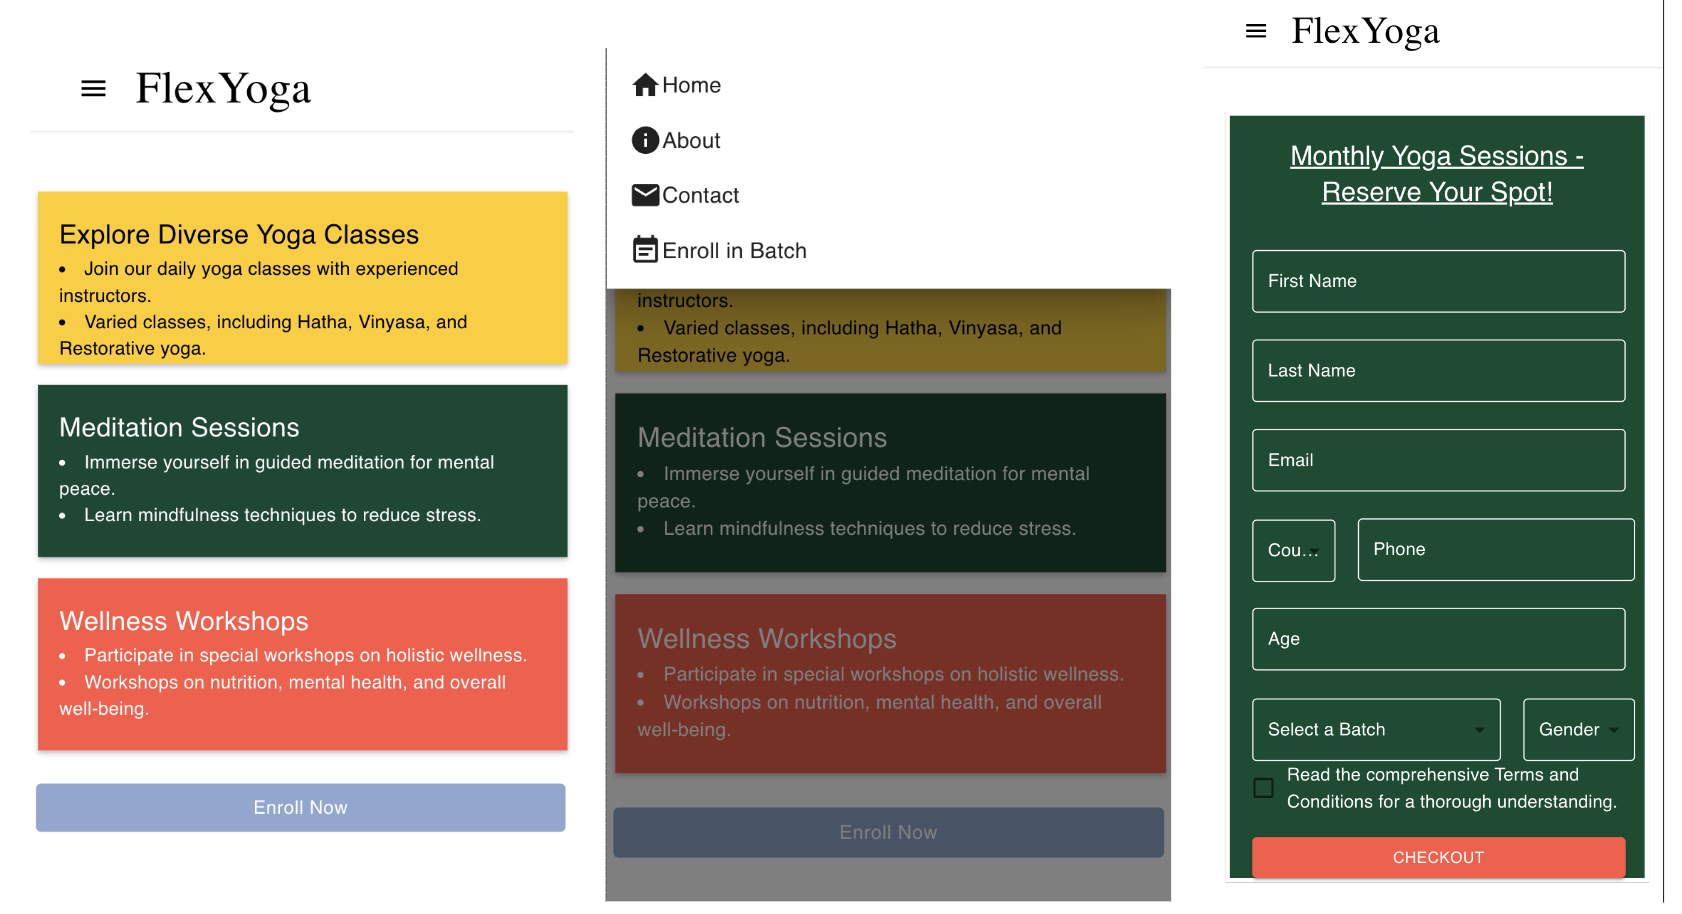 FlexYoga
Explore Diverse Yoga Classes
• Join our daily yoga classes with experienced
instructors.
• Varied classes, including Hatha, Vinyasa, and
Restorative yoga.
Meditation Sessions
• Immerse yourself in guided meditation for mental
peace.
• Learn mindfulness techniques to reduce stress.
Wellness Workshops
• Participate in special workshops on holistic wellness.
• Workshops on nutrition, mental health, and overall
well-being.
Enroll Now
Home
About
Contact
Enroll in Batch
instructors.
• Varied classes, including Hatha, Vinyasa, and
Restorative yoga.
Meditation Sessions
• Immerse yourself in guided meditation for mental
peace.
• Learn mindfulness techniques to reduce stress.
Wellness Workshops
• Participate in special workshops on holistic wellness.
• Workshops on nutrition, mental health, and overall
well-being.
Enroll Now
FlexYoga
Monthly Yoga Sessions -
Reserve Your Spot!
First Name
Last Name
Email
Cou... Phone
Age
Select a Batch Gender
Read the comprehensive Terms and
Conditions for a thorough understanding.
CHECKOUT